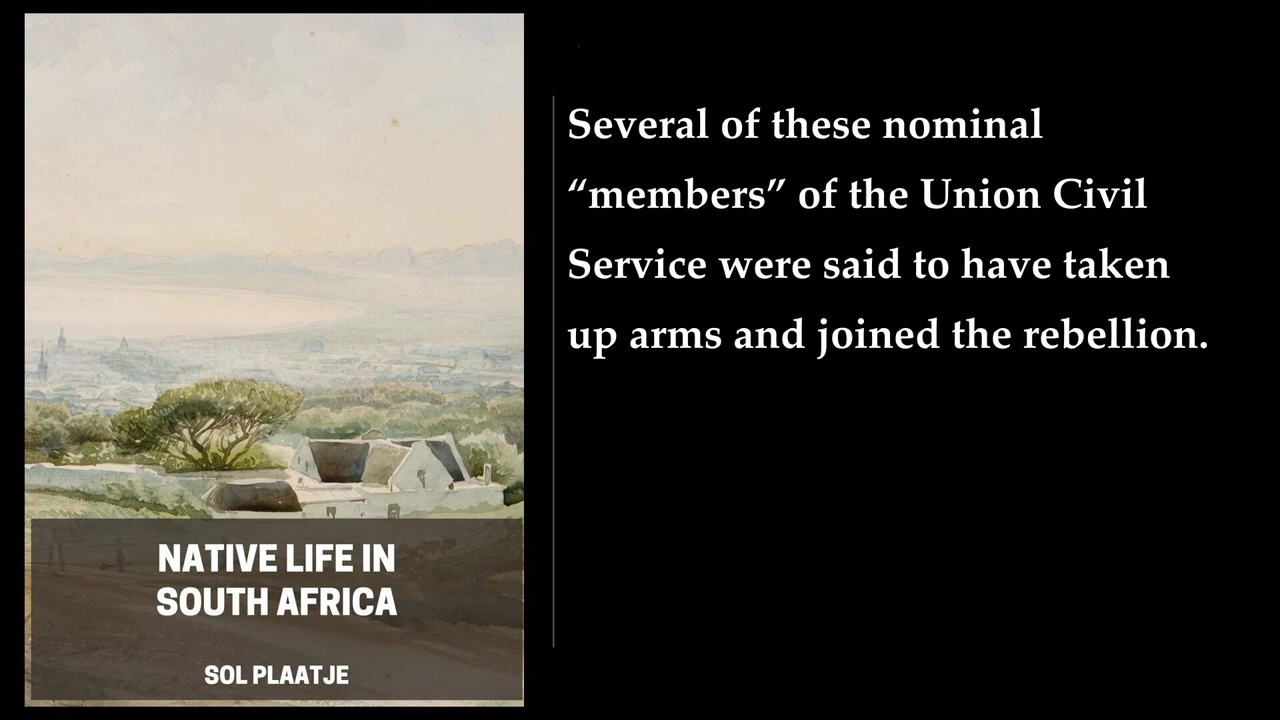 Several of these nominal
“members” of the Union Civil
Service were said to have taken
up arms and joined the rebellion.
NATIVE LIFE IN
SOUTH AFRICA
SOL PLAATJE